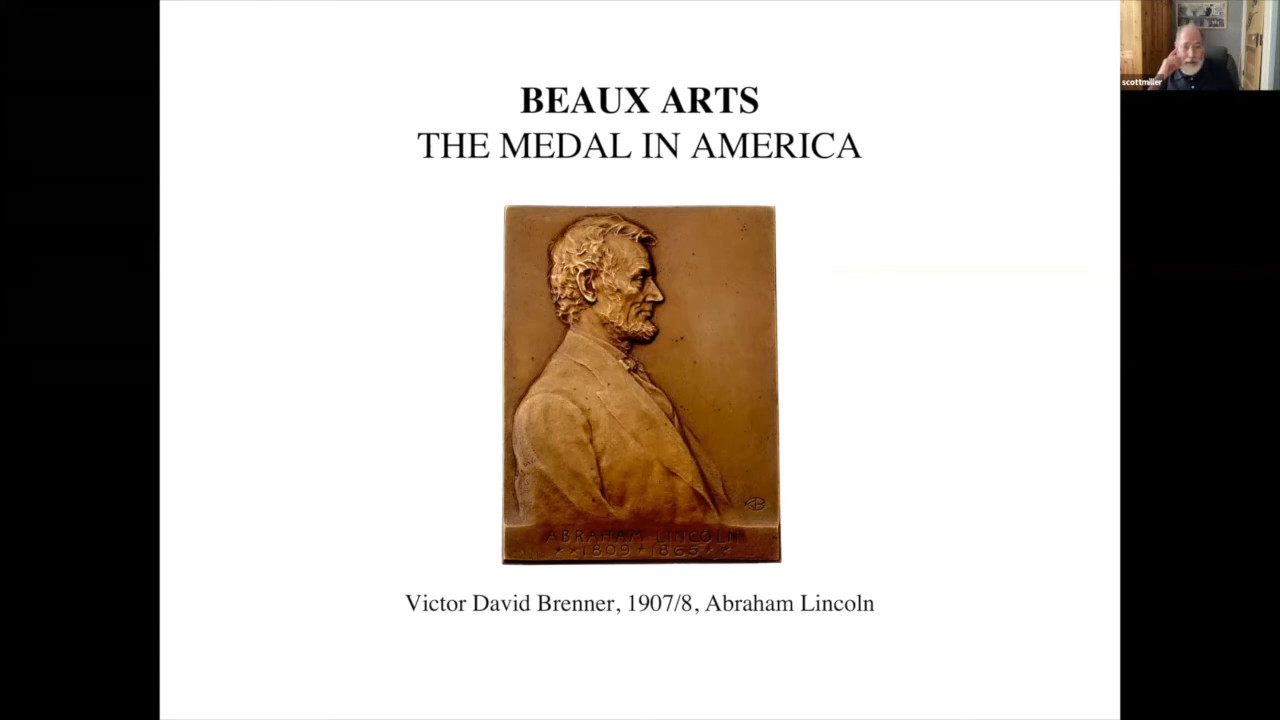 BEAUX ARTS
THE MEDAL IN AMERICA
ABRAHAM LINCOLN
1809 1865
Victor David Brenner, 1907/8, Abraham Lincoln
scottmiller